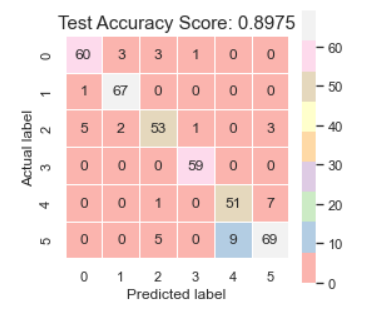 Test Accuracy Score: 0.8975
0 60 3 3 1 0 0
1 1 67 0 0 0 0
2 5 2 53 1 0 3
3 0 0 0 59 0 0
4 0 0 1 0 51 7
5 0 0 5 0 9 69
0 1 2 3 4 5
Predicted label
Actual label
60
50
40
30
20
10
0